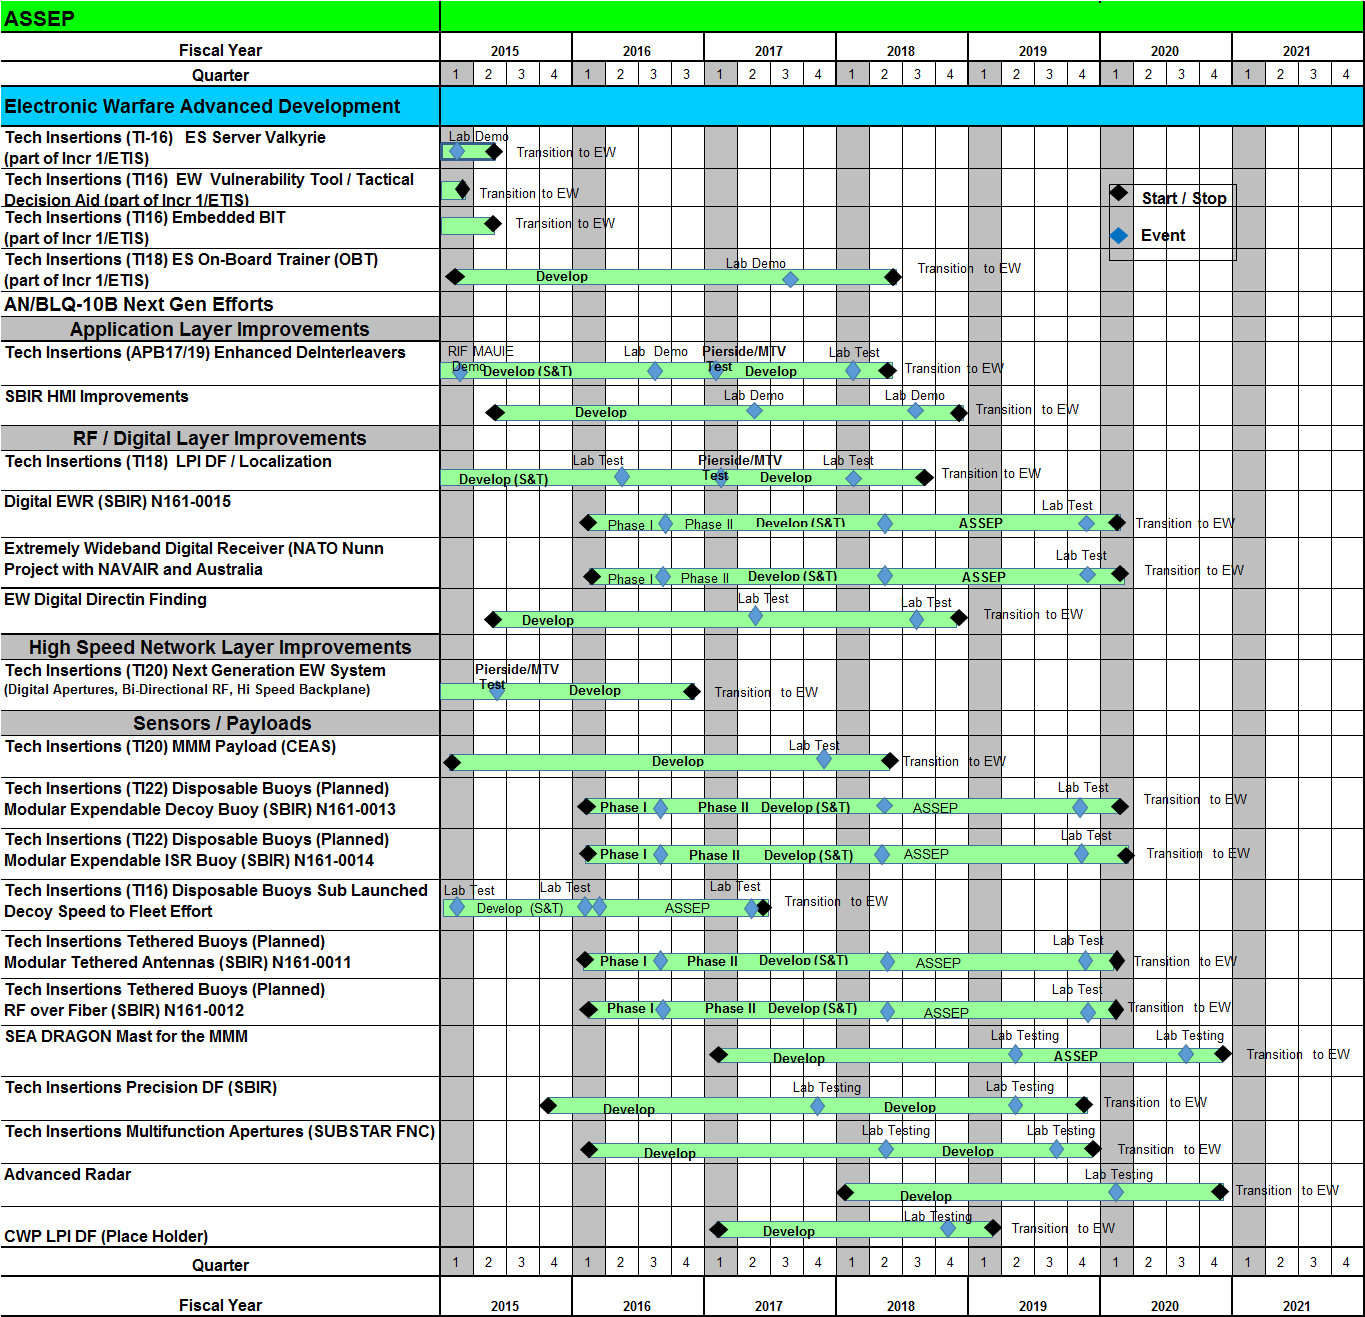 ASSEP
Fiscal Year 2015 2016 2017 2018 2019 2020 2021
Quarter 1 2 3 4 1 2 3 3 1 2 3 4 1 2 3 4 1 2 3 4 1 2 3 4 1 2 3 4
Electronic Warfare Advanced Development
Tech Insertions (TI-16) ES Server Valkyrie
(part of Incr 1/ETIS)
Lab Demo
Transition to EW
Tech Insertions (TI16) EW Vulnerability Tool / Tactical
Decision Aid (part of Incr 1/ETIS)
Transition to EW
Start / Stop
Event
Tech Insertions (TI16) Embedded BIT
(part of Incr 1/ETIS)
Transition to EW
Tech Insertions (TI18) ES On-Board Trainer (OBT)
(part of Incr 1/ETIS)
Lab Demo
Develop
Transition to EW
AN/BLQ-10B Next Gen Efforts
Application Layer Improvements
Tech Insertions (APB17/19) Enhanced DeInterleavers
RIF MAUIE
Demo
Lab Demo
Pierside/MTV
Test
Lab Test
Develop (S&T)
Develop
Transition to EW
SBIR HMI Improvements
Lab Demo
Lab Demo
Develop
Transition to EW
RF / Digital Layer Improvements
Tech Insertions (TI18) LPI DF / Localization
Lab Test
Pierside/MTV
Test
Lab Test
Develop (S&T)
Develop
Transition to EW
Digital EWR (SBIR) N161-0015
Lab Test
Phase I
Phase II
Develop (S&T)
ASSEP
Transition to EW
Extremely Wideband Digital Receiver (NATO Nunn
Project with NAVAIR and Australia
Lab Test
Phase I
Phase II
Develop (S&T)
ASSEP
Transition to EW
EW Digital Directin Finding
Lab Test
Lab Test
Develop
Transition to EW
High Speed Network Layer Improvements
Tech Insertions (TI20) Next Generation EW System
(Digital Apertures, Bi-Directional RF, Hi Speed Backplane)
Pierside/MTV
Test
Develop
Transition to EW
Sensors / Payloads
Tech Insertions (TI20) MMM Payload (CEAS)
Lab Test
Develop
Transition to EW
Tech Insertions (TI22) Disposable Buoys (Planned)
Modular Expendable Decoy Buoy (SBIR) N161-0013
Lab Test
Phase I
Phase II
Develop (S&T)
ASSEP
Transition to EW
Tech Insertions (TI22) Disposable Buoys (Planned)
Modular Expendable ISR Buoy (SBIR) N161-0014
Lab Test
Phase I
Phase II
Develop (S&T)
ASSEP
Transition to EW
Tech Insertions (TI16) Disposable Buoys Sub Launched
Decoy Speed to Fleet Effort
Lab Test
Lab Test
Lab Test
Develop (S&T)
ASSEP
Transition to EW
Tech Insertions Tethered Buoys (Planned)
Modular Tethered Antennas (SBIR) N161-0011
Lab Test
Phase I
Phase II
Develop (S&T)
ASSEP
Transition to EW
Tech Insertions Tethered Buoys (Planned)
RF over Fiber (SBIR) N161-0012
Lab Test
Phase I
Phase II
Develop (S&T)
ASSEP
Transition to EW
SEA DRAGON Mast for the MMM
Lab Testing
Lab Testing
Develop
ASSEP
Transition to EW
Tech Insertions Precision DF (SBIR)
Lab Testing
Lab Testing
Develop
Develop
Transition to EW
Tech Insertions Multifunction Apertures (SUBSTAR FNC)
Lab Testing
Lab Testing
Develop
Develop
Transition to EW
Advanced Radar
Lab Testing
Develop
Transition to EW
CWP LPI DF (Place Holder)
Lab Testing
Develop
Transition to EW
Quarter 1 2 3 4 1 2 3 4 1 2 3 4 1 2 3 4 1 2 3 4 1 2 3 4 1 2 3 4
Fiscal Year 2015 2016 2017 2018 2019 2020 2021